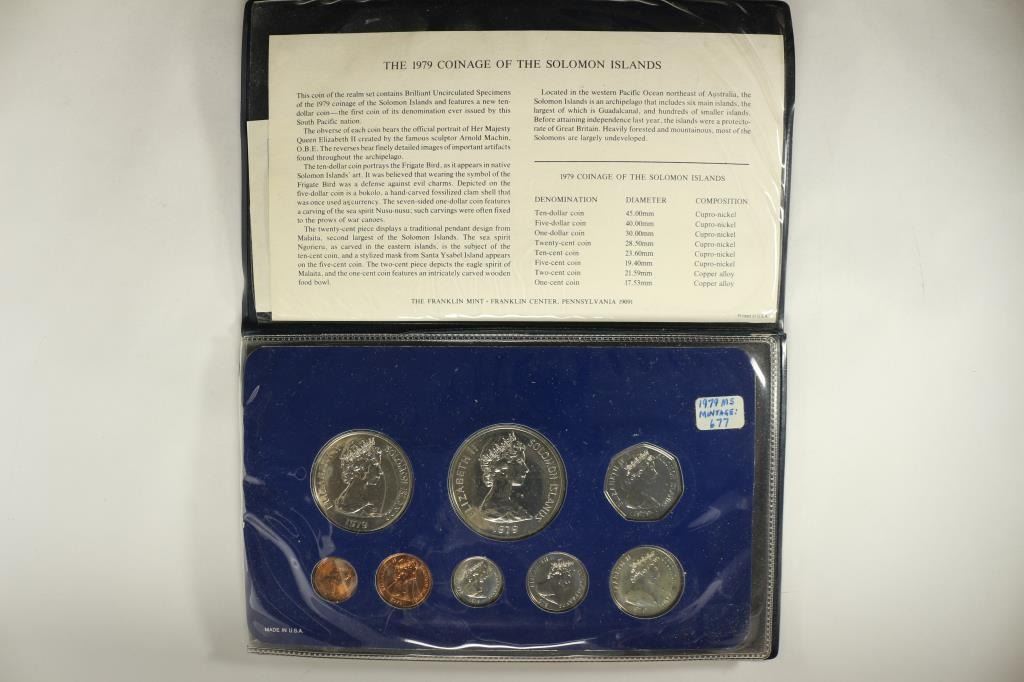 THE 1979 COINAGE OF THE SOLOMON ISLANDS
This coin of the realm set contains Brilliant Uncirculated Specimens
of the 1979 coinage of the Solomon Islands and features a new ten-
dollar coin—the first coin of its denomination ever issued by this
South Pacific nation.
The obverse of each coin bears the official portrait of Her Majesty
Queen Elizabeth II created by the famous sculptor Arnold Machin,
O.B.E. The reverses bear finely detailed images of important artifacts
found throughout the archipelago.
The ten-dollar coin portrays the Frigate Bird, as it appears in native
Solomon Islands' art. It was believed that wearing the symbol of the
Frigate Bird was a defense against evil charms. Depicted on the
five-dollar coin is a bokolo, a hand-carved fossilized clam shell that
was once used as currency. The seven-sided one-dollar coin features
a carving of the sea spirit Nusu-nusu; such carvings were often fixed
to the prows of war canoes.
The twenty-cent piece displays a traditional pendant design from
Malaita, second largest of the Solomon Islands. The sea spirit
Ngorieru, as carved in the eastern islands, is the subject of the
ten-cent coin, and a stylized mask from Santa Ysabel Island appears
on the five-cent coin. The two-cent piece depicts the eagle spirit of
Malaita, and the one-cent coin features an intricately carved wooden
food bowl.
Located in the western Pacific Ocean northeast of Australia, the
Solomon Islands is an archipelago that includes six main islands, the
largest of which is Guadalcanal, and hundreds of smaller islands.
Before attaining independence last year, the islands were a protecto-
rate of Great Britain. Heavily forested and mountainous, most of the
Solomons are largely undeveloped.
1979 COINAGE OF THE SOLOMON ISLANDS
DENOMINATION DIAMETER COMPOSITION
Ten-dollar coin 45.00mm Cupro-nickel
Five-dollar coin 40.00mm Cupro-nickel
One-dollar coin 30.00mm Cupro-nickel
Twenty-cent coin 28.50mm Cupro-nickel
Ten-cent coin 23.60mm Cupro-nickel
Five-cent coin 19.40mm Cupro-nickel
Two-cent coin 21.59mm Copper alloy
One-cent coin 17.53mm Copper alloy
THE FRANKLIN MINT • FRANKLIN CENTER, PENNSYLVANIA 19091
Printed in U.S.A.
1979 MS
MINTAGE:
677
ELIZABETH II SOLOMON ISLANDS
1979
ELIZABETH II SOLOMON ISLANDS
1979
MADE IN U.S.A.